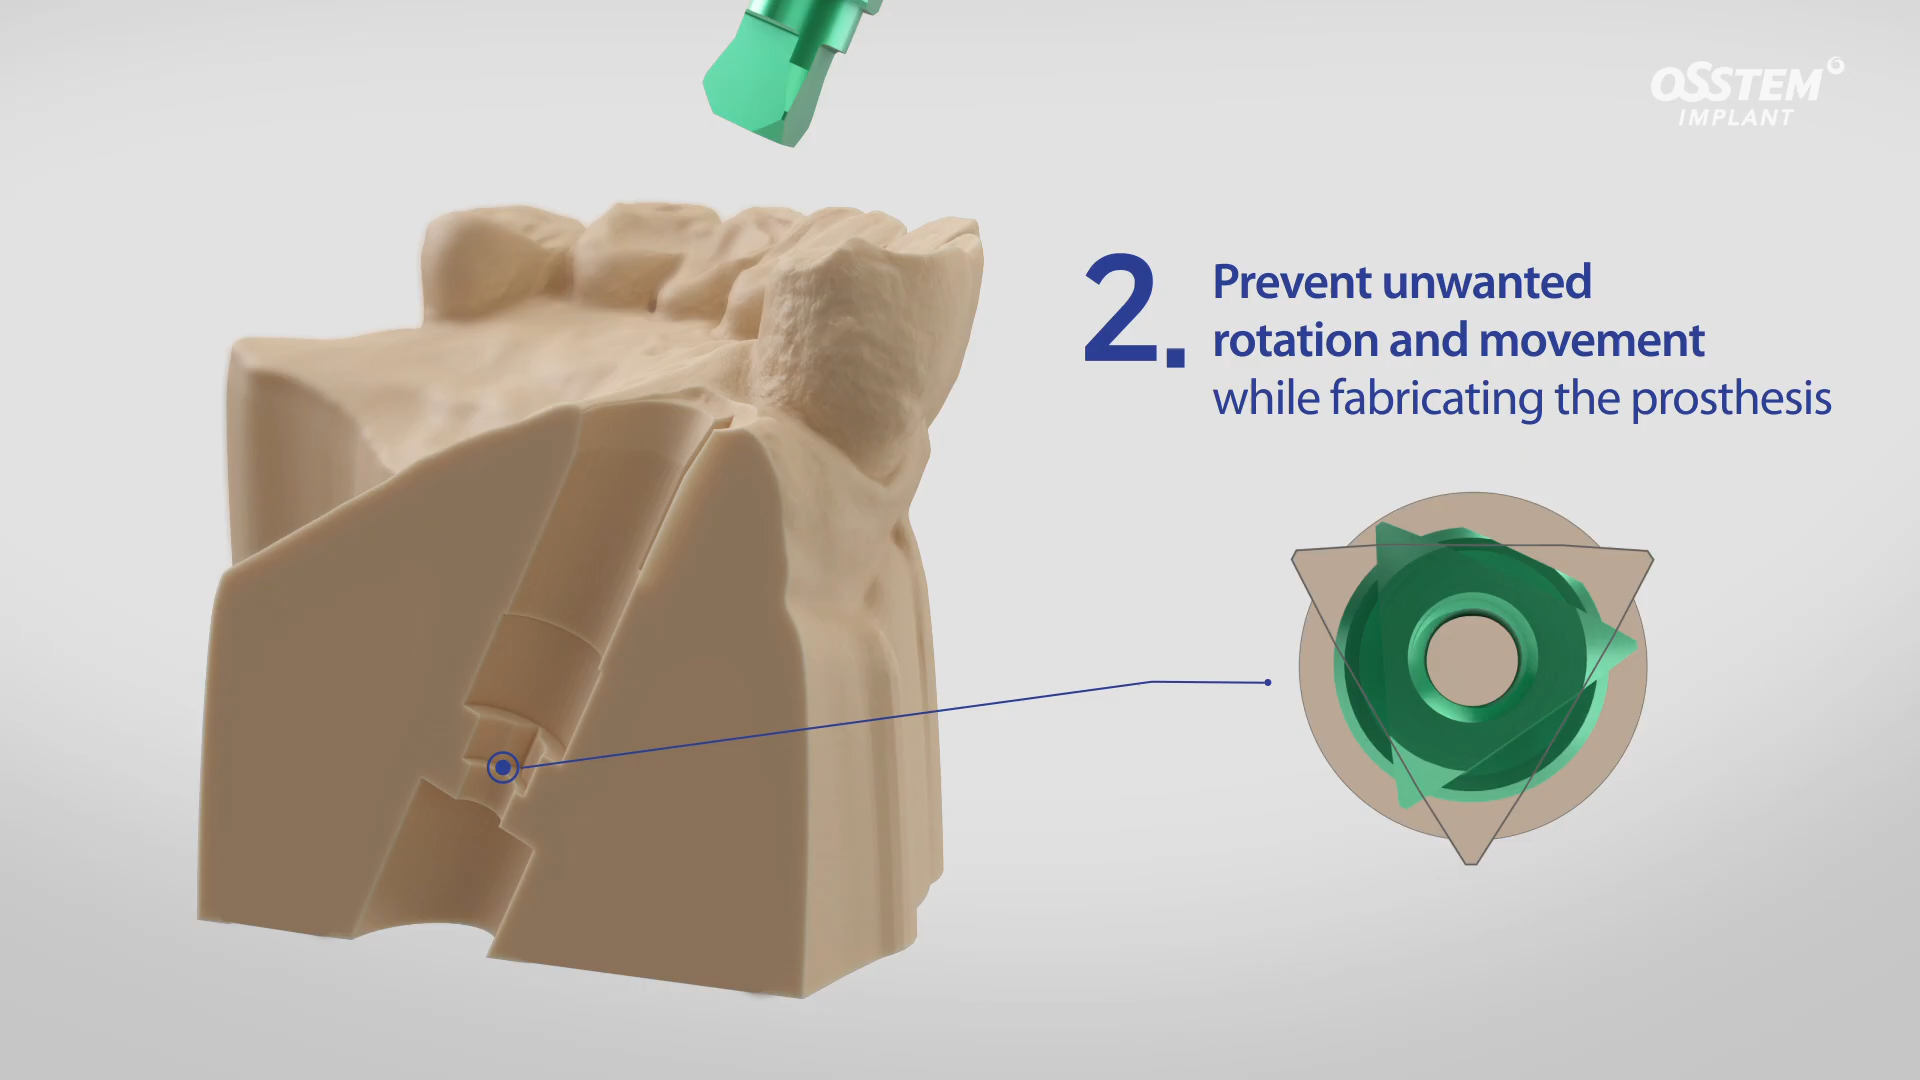 OSSTEM
IMPLANT
2. Prevent unwanted
rotation and movement
while fabricating the prosthesis